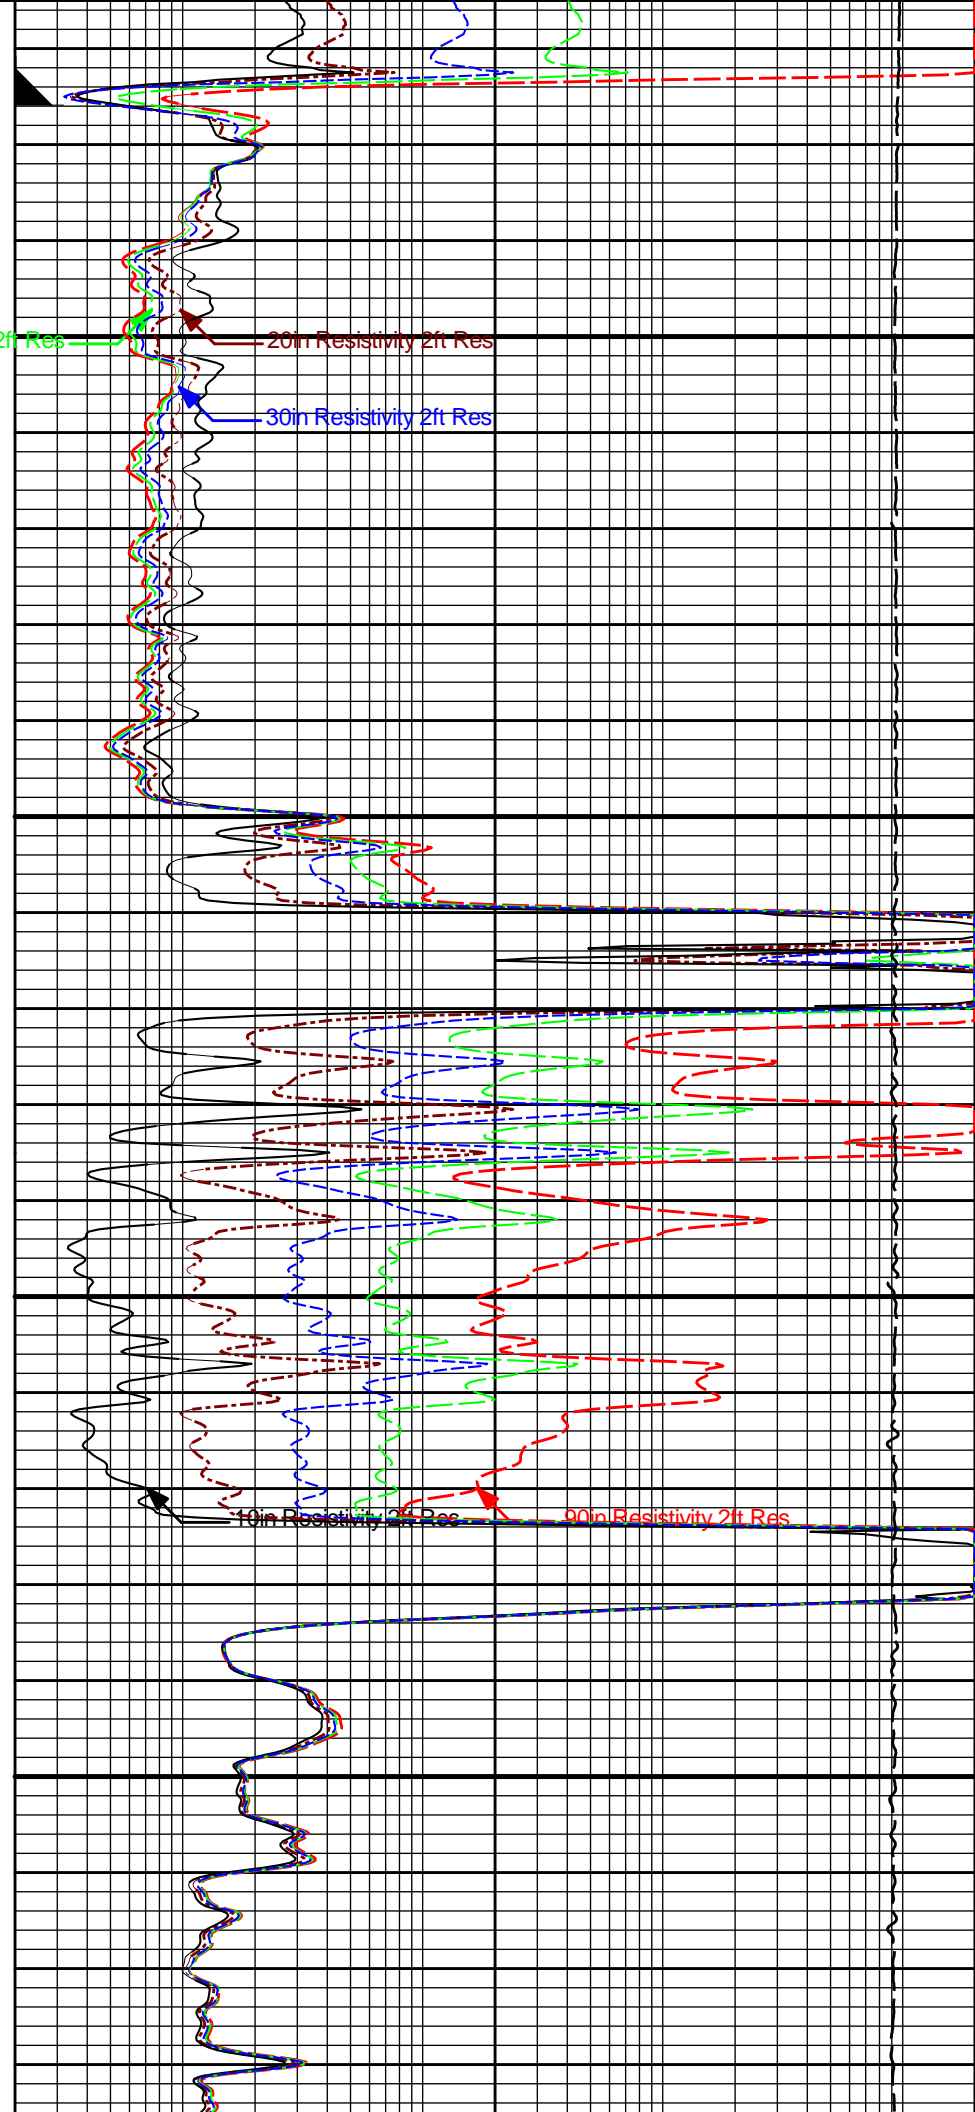 2ft Res
20in Resistivity 2ft Res
30in Resistivity 2ft Res
10in Resistivity 2ft Res
90in Resistivity 2ft Res